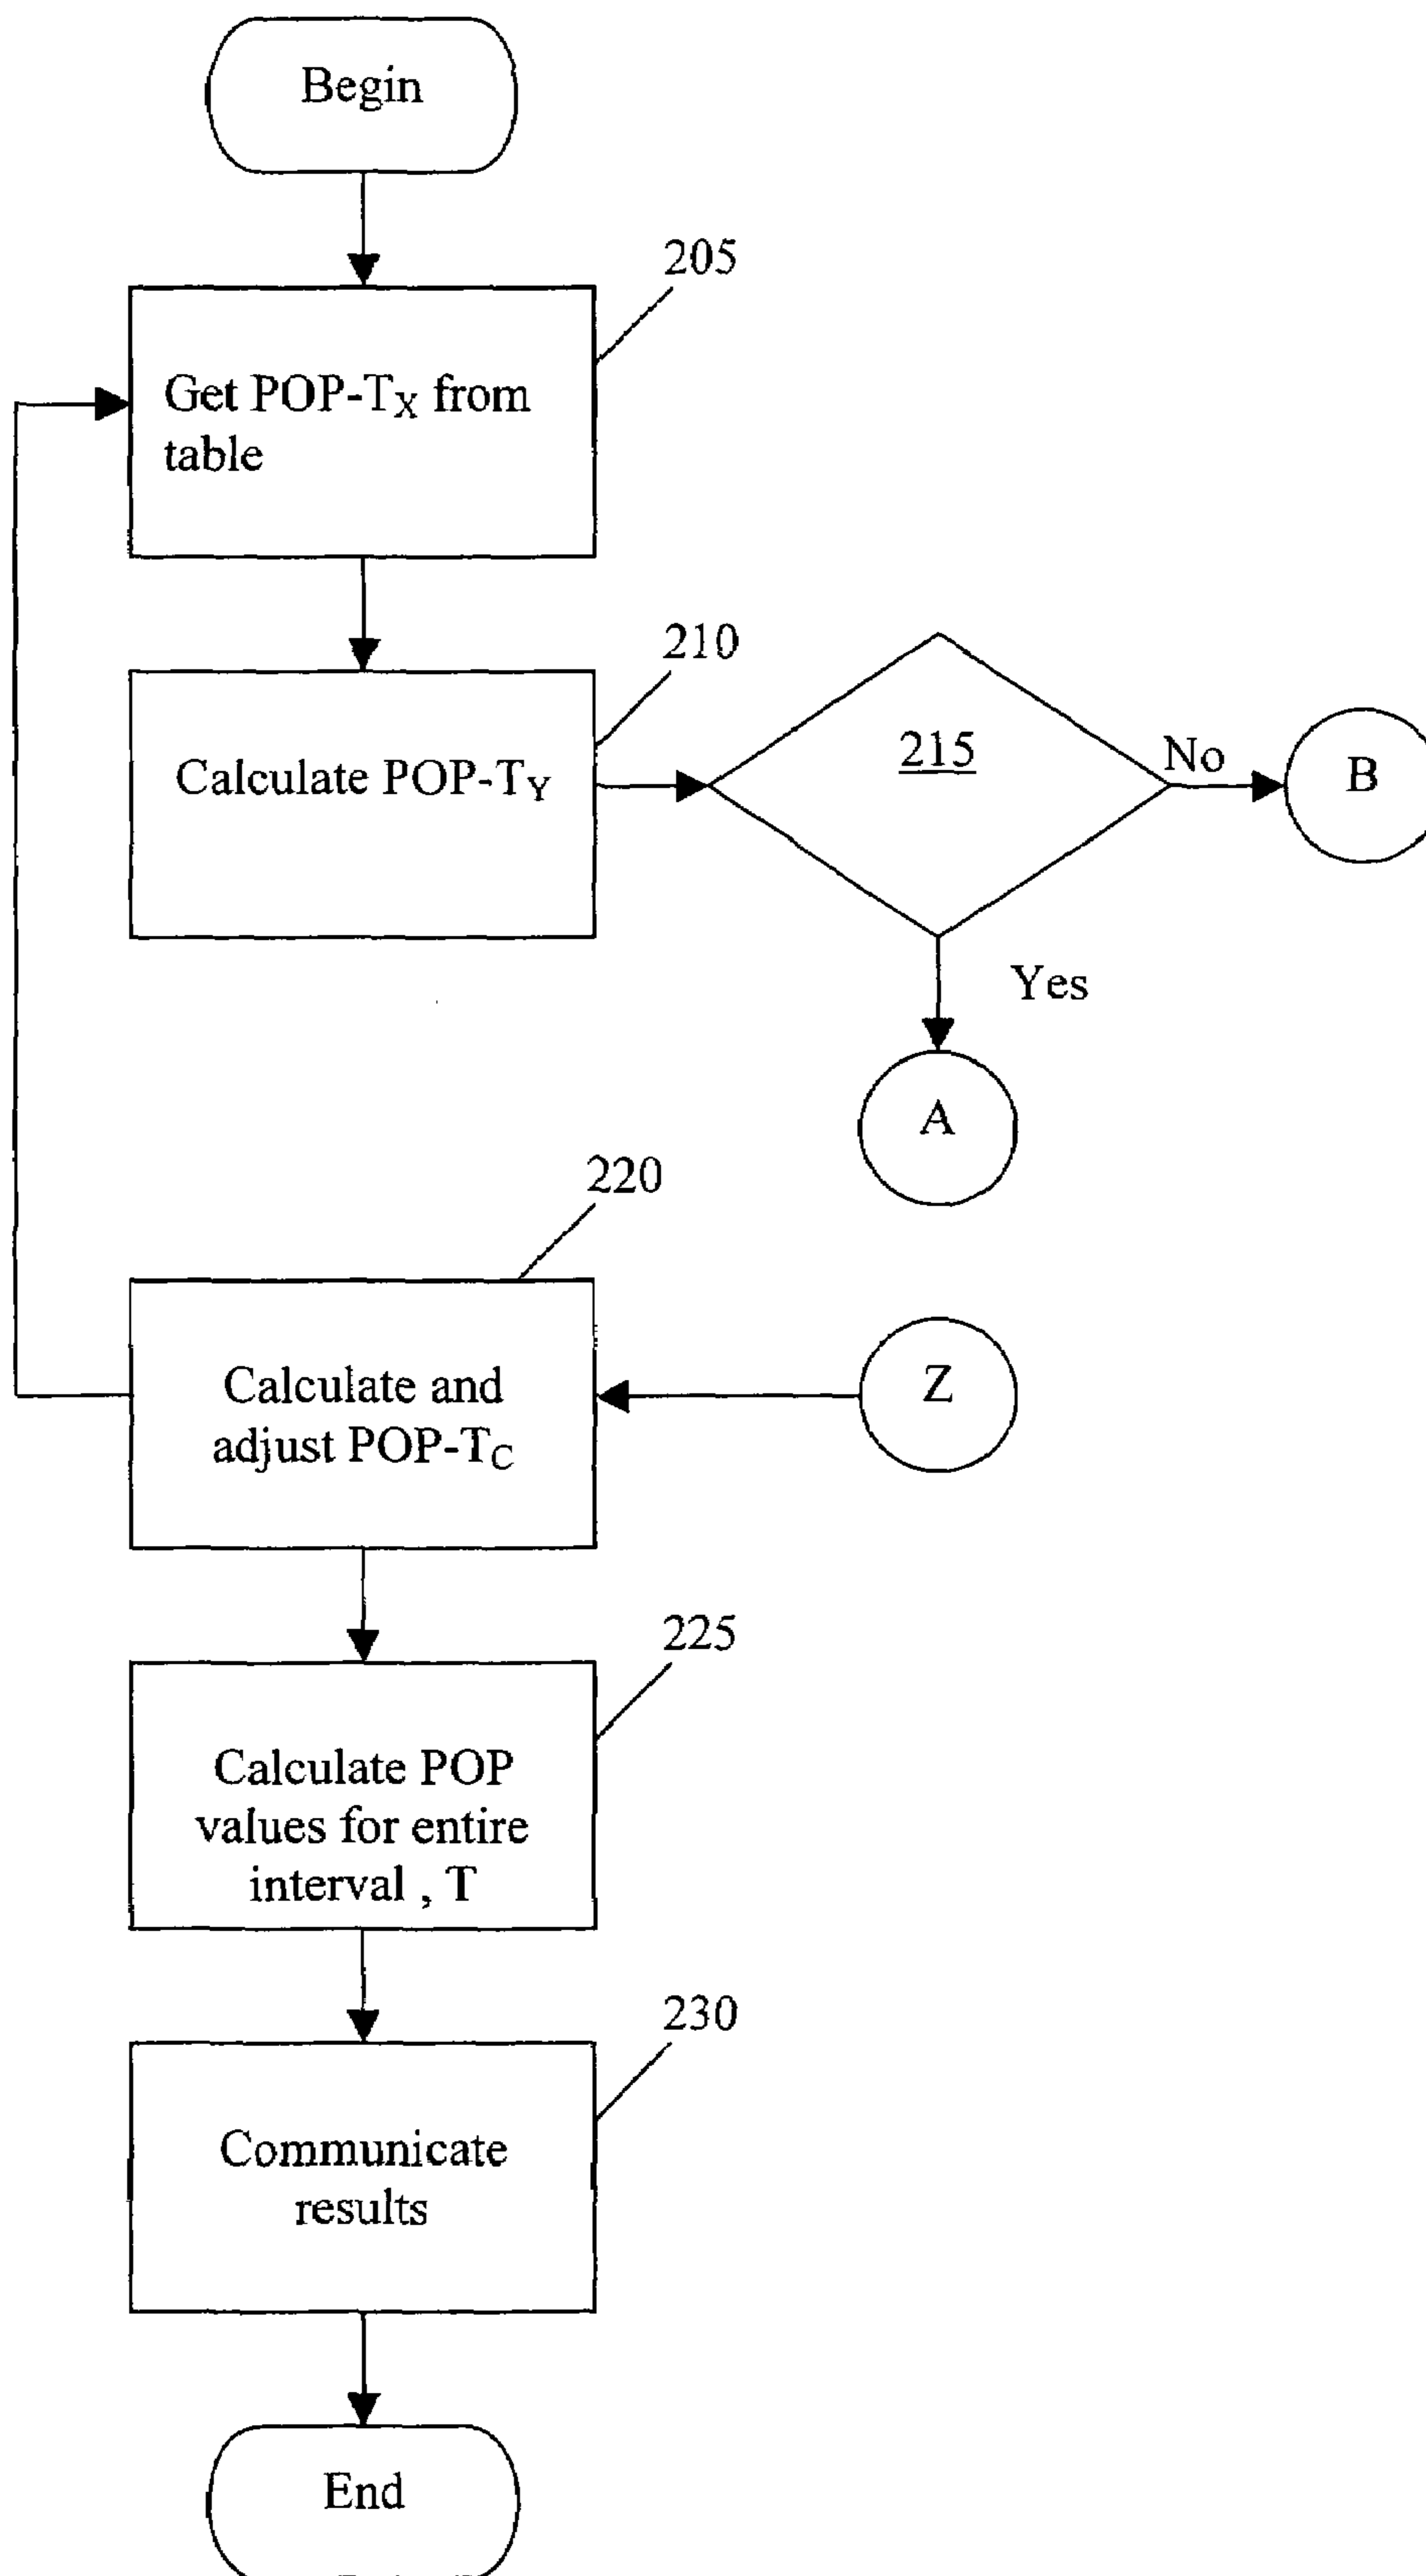 Begin
205
Get POP-TX from
table
210
Calculate POP-TY
215
No
B
Yes
A
220
Calculate and
adjust POP-TC
Z
225
Calculate POP
values for entire
interval , T
230
Communicate
results
End